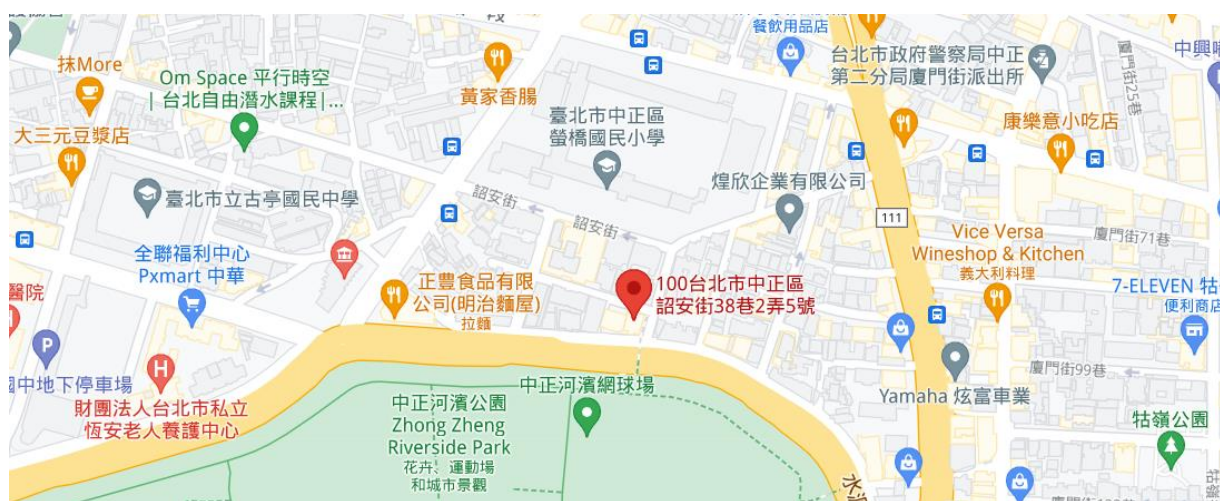 餐飲用品店
抹More
Om Space 平行時空
| 台北自由潛水課程|...
黃家香腸
台北市政府警察局中正
第二分局廈門街派出所
廈門街25巷
大三元豆漿店
臺北市中正區
螢橋國民小學
康樂意小吃店
臺北市立古亭國民中學
詔安街
詔安街
煌欣企業有限公司
111
廈門街71巷
全聯福利中心
Pxmart 中華
Vice Versa
Wineshop & Kitchen
義大利料理
正豐食品有限
公司(明治麵屋)
拉麵
100台北市中正區
詔安街38巷2弄5號
7-ELEVEN 牯
便利商店
醫院
P
國中地下停車場
H
財團法人台北市私立
恆安老人養護中心
中正河濱網球場
中正河濱公園
Zhong Zheng
Riverside Park
花卉、運動場
和城市景觀
廈門街99巷
Yamaha 炫富車業
牯嶺公園